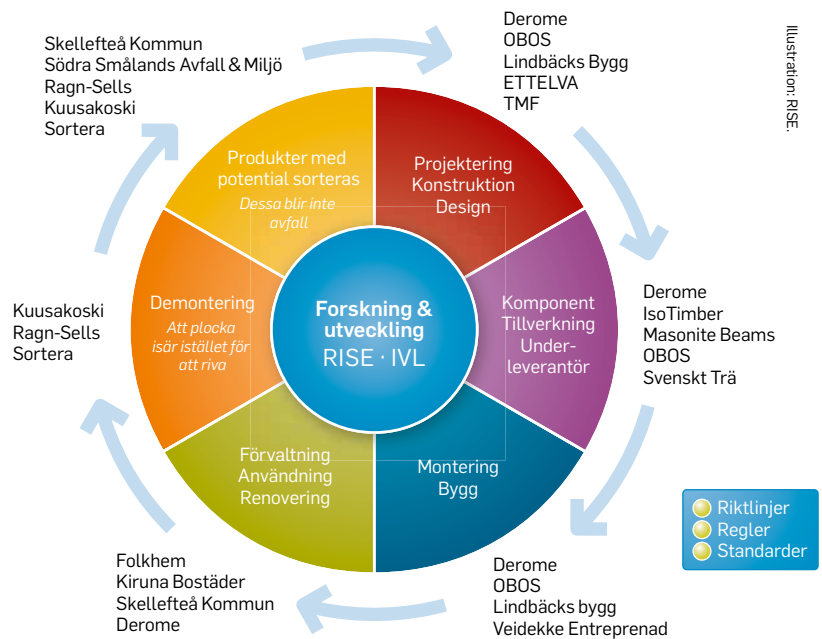 Skellefteå Kommun
Södra Smålands Avfall & Miljö
Ragn-Sells
Kuusakoski
Sortera
Derome
OBOS
Lindbäcks Bygg
ETTELVA
TMF
Illustration: RISE.
Produkter med
potential sorteras
Dessa blir inte
avfall
Projektering
Konstruktion
Design
Kuusakoski
Ragn-Sells
Sortera
Demontering
Att plocka
isär istället för
att riva
Forskning &
utveckling
RISE · IVL
Komponent
Tillverkning
Under-
leverantör
Derome
IsoTimber
Masonite Beams
OBOS
Svenskt Trä
Förvaltning
Användning
Renovering
Montering
Bygg
Riktlinjer
Regler
Standarder
Folkhem
Kiruna Bostäder
Skellefteå Kommun
Derome
Derome
OBOS
Lindbäcks bygg
Veidekke Entreprenad